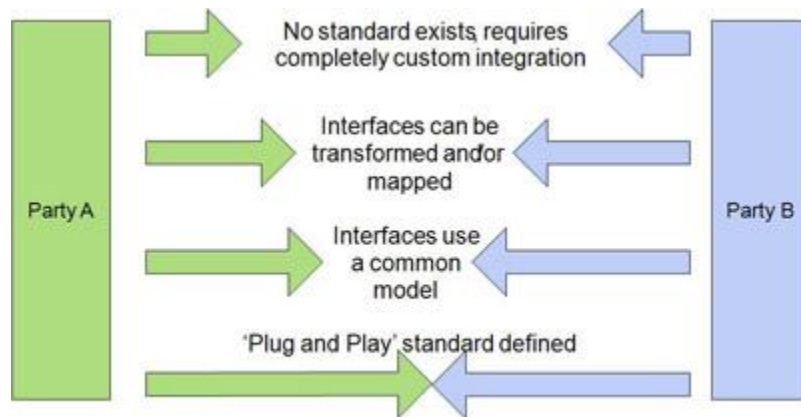 No standard exists, requires
completely custom integration
Interfaces can be
transformed and/or
mapped
Party A
Party B
Interfaces use
a common
model
‘Plug and Play’ standard defined